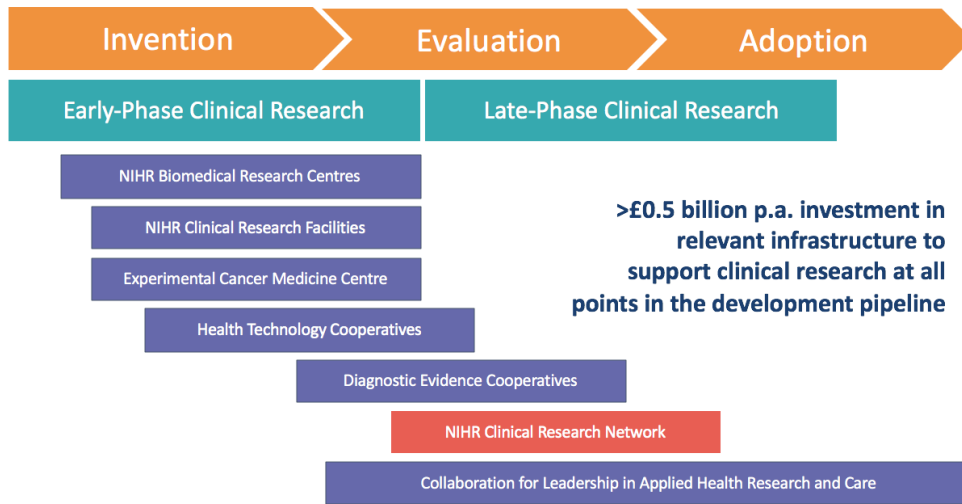 Invention
Evaluation
Adoption
Early-Phase Clinical Research
Late-Phase Clinical Research
NIHR Biomedical Research Centres
NIHR Clinical Research Facilities
Experimental Cancer Medicine Centre
Health Technology Cooperatives
Diagnostic Evidence Cooperatives
NIHR Clinical Research Network
Collaboration for Leadership in Applied Health Research and Care
>£0.5 billion p.a. investment in
relevant infrastructure to
support clinical research at all
points in the development pipeline